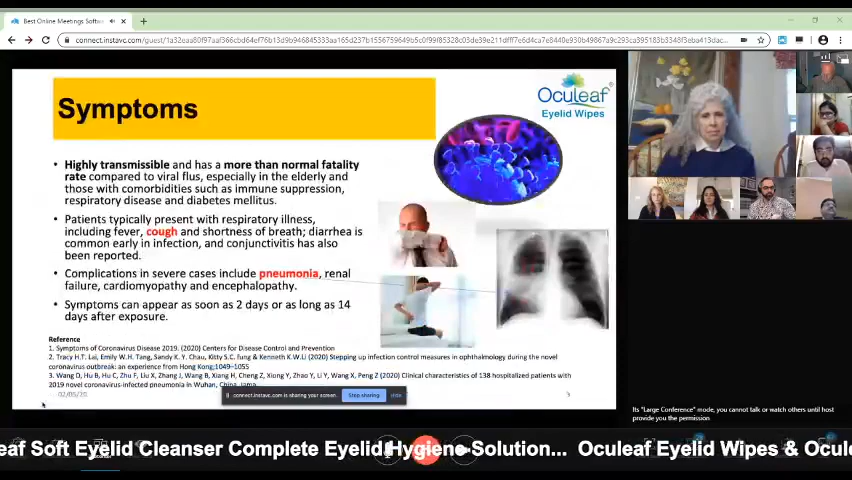 Best Online Meetings Softwar
Symptoms
Oculeaf
Eyelid Wipes
• Highly transmissible and has a more than normal fatality
rate compared to viral flus, especially in the elderly and
those with comorbidities such as immune suppression,
respiratory disease and diabetes mellitus.
• Patients typically present with respiratory illness,
including fever, cough and shortness of breath; diarrhea is
common early in infection, and conjunctivitis has also
been reported.
• Complications in severe cases include pneumonia, renal
failure, cardiomyopathy and encephalopathy.
• Symptoms can appear as soon as 2 days or as long as 14
days after exposure.
Reference
1. Symptoms of Coronavirus Disease 2019. (2020) Centers for Disease Control and Prevention
2. Tracy H.T. Lai, Emily W.H. Tang, Sandy K.Y. Chau, Kitty S.C. fung & Kenneth K.W.Li (2020) Stepping up infection control measures in ophthalmology during the novel
coronavirus outbreak: an experience from Hong Kong;1049–1055
3. Wang D, Hu B, Hu C, Zhu F, Liu X, Zhang J, Wang B, Xiang H, Cheng Z, Xiong Y, Zhao Y, Li Y, Wang X, Peng Z (2020) Clinical characteristics of 138 hospitalized patients with
2019 novel coronavirus-infected pneumonia in Wuhan, China. Jama.
02/05/20
connect.instavc.com is sharing your screen.
Stop sharing
Hide
Its "Large Conference" mode, you cannot talk or watch others until host
provide you the permission
eaf Soft Eyelid Cleanser Complete Eyelid Hygiene Solution... Oculeaf Eyelid Wipes & Ocule